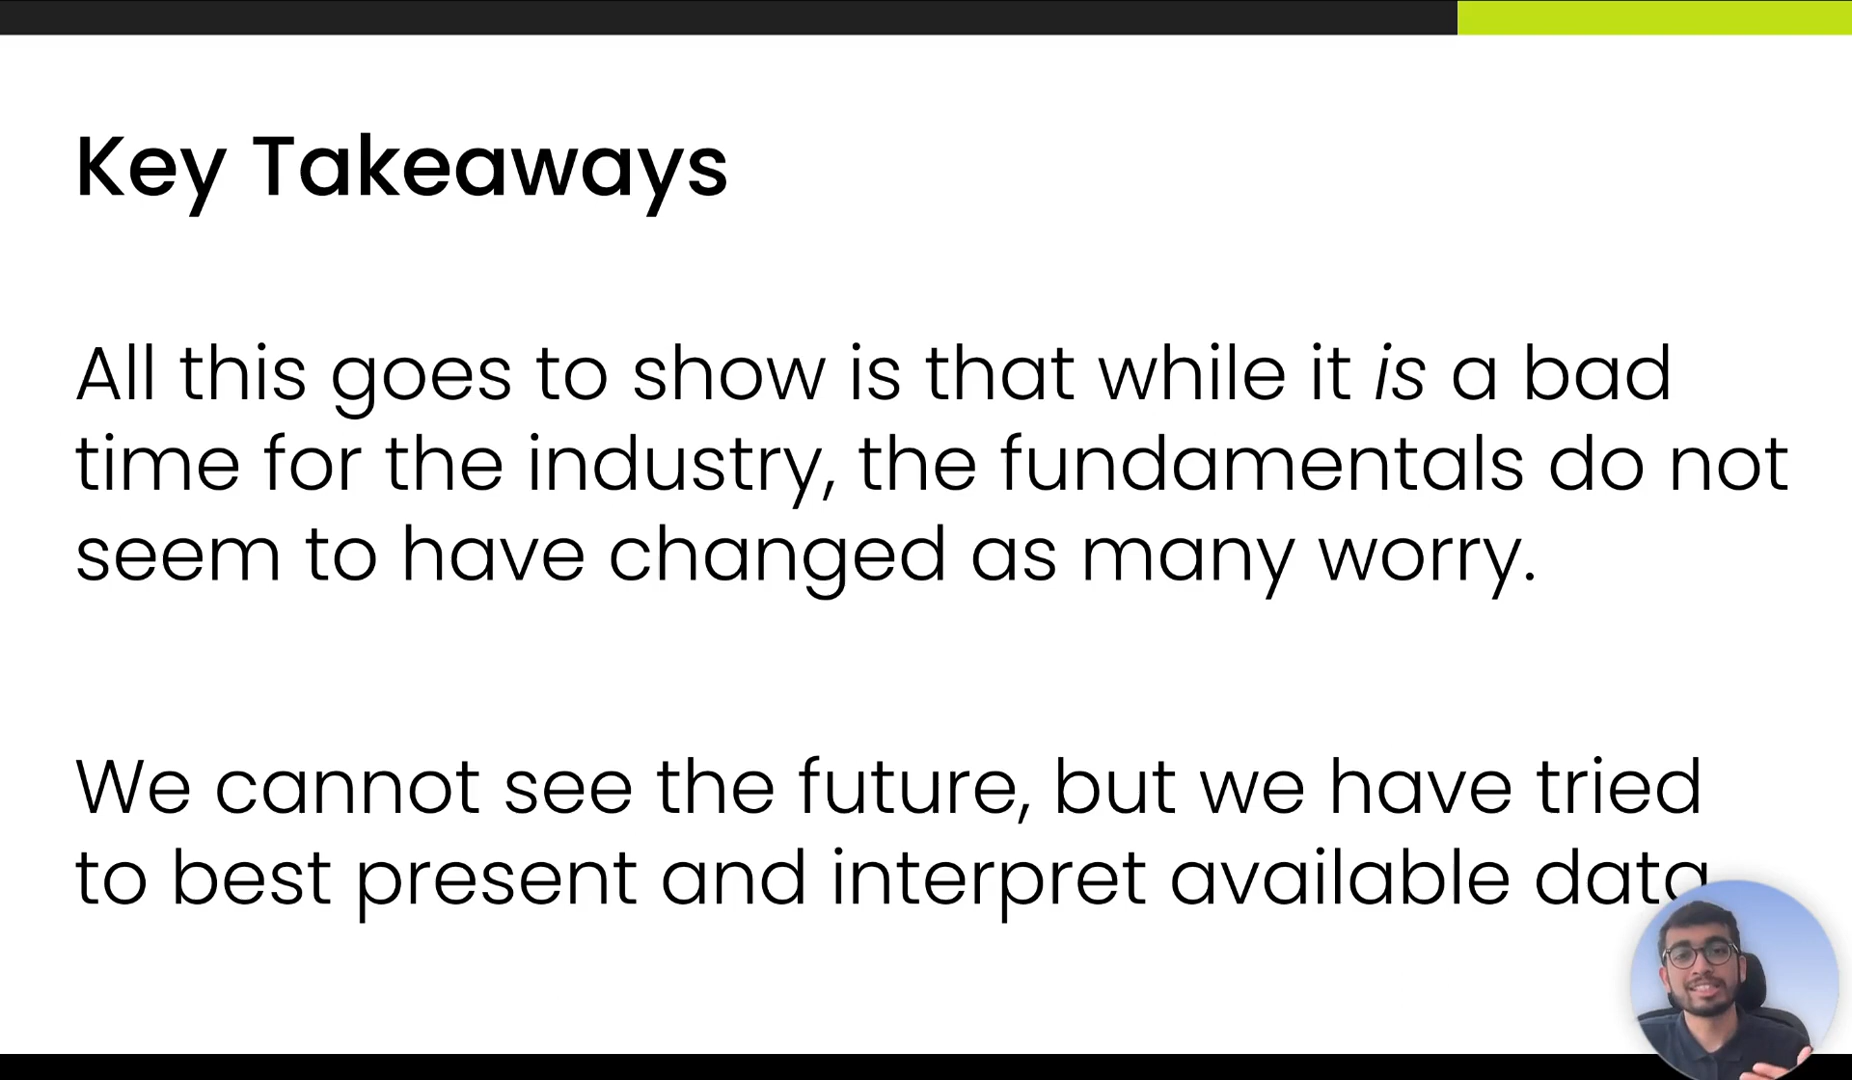 Key Takeaways
All this goes to show is that while it is a bad
time for the industry, the fundamentals do not
seem to have changed as many worry.
We cannot see the future, but we have tried
to best present and interpret available data